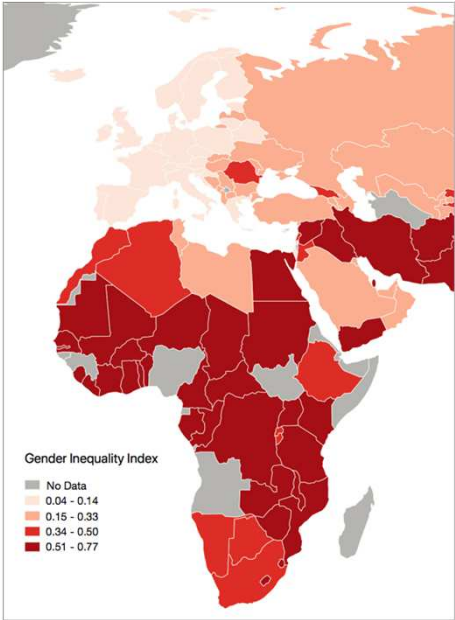 Gender Inequality Index
No Data
0.04 - 0.14
0.15 - 0.33
0.34 - 0.50
0.51 - 0.77